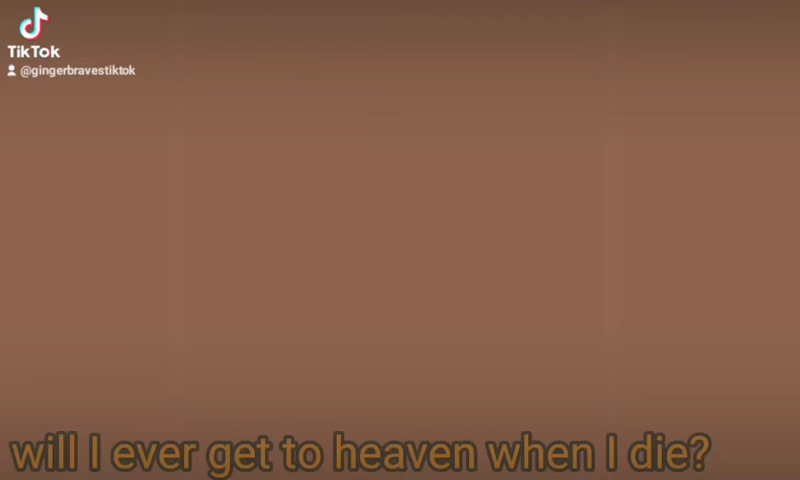 TikTok
@gingerbravestiktok
will I ever get to heaven when I die?